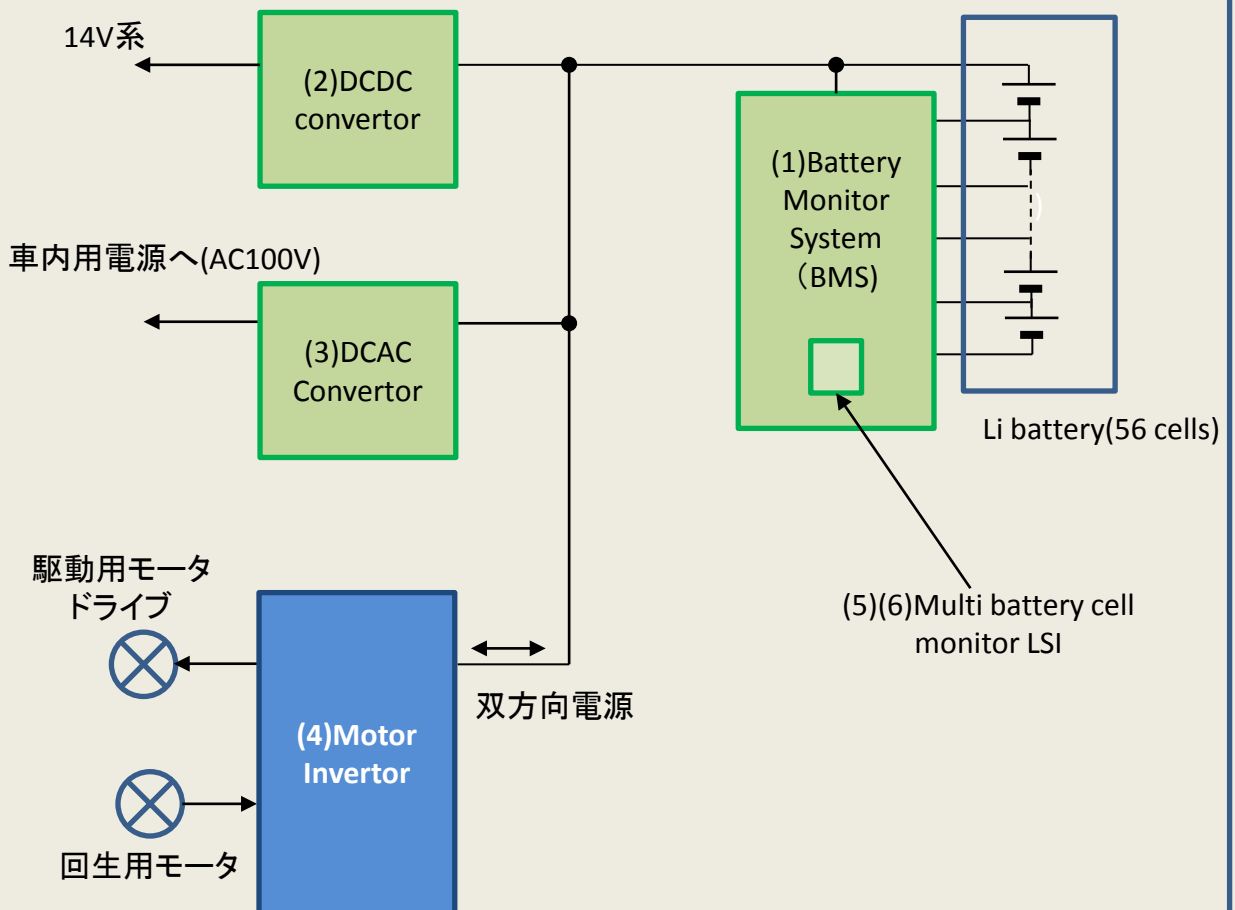 14V系
(2)DCDC
convertor
(1)Battery
Monitor
System
（BMS)
車内用電源へ(AC100V)
(3)DCAC
Convertor
Li battery(56 cells)
駆動用モータ
ドライブ
(5)(6)Multi battery cell
monitor LSI
双方向電源
(4)Motor
Invertor
回生用モータ
)